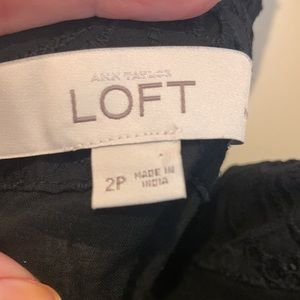 ANN TAYLOR
LOFT
2P
MADE IN
INDIA